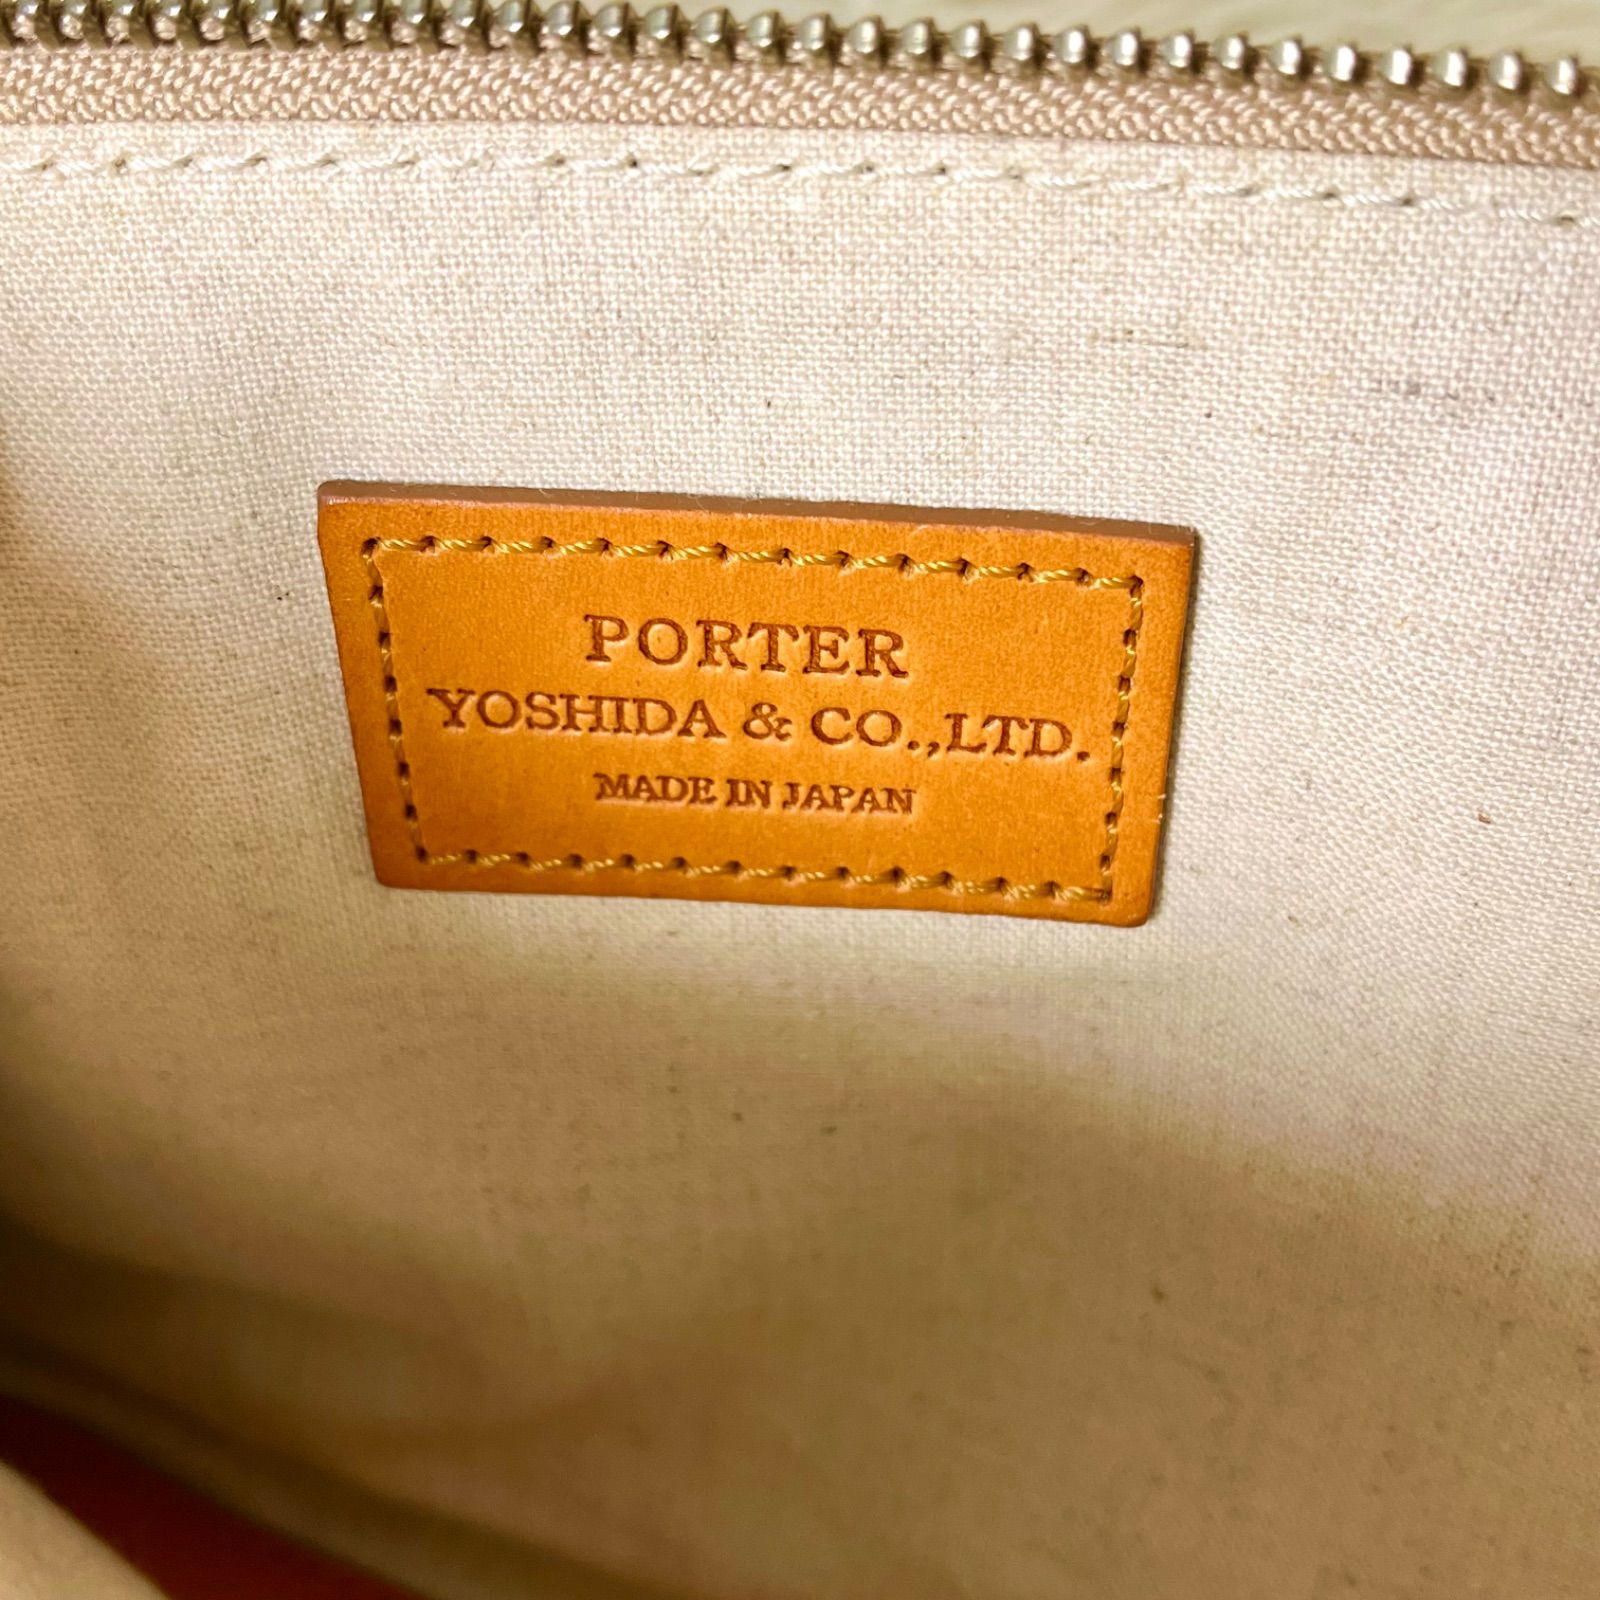 PORTER
YOSHIDA & CO.,LTD.
MADE IN JAPAN